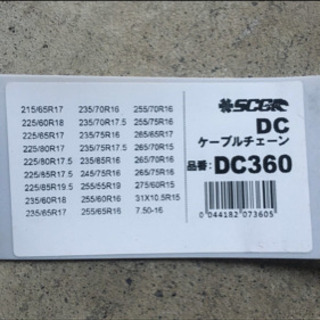 215/65R17 235/70R16 255/70R16
225/60R18 235/70R17.5 255/75R16
225/65R17 235/75R16 265/65R17
225/80R17 235/75R17.5 265/70R15
225/80R17.5 235/85R16 265/70R16
225/85R17.5 245/75R16 265/75R16
225/85R19.5 255/55R19 275/60R15
235/60R18 255/60R16 31X10.5R15
235/65R17 255/65R16 7.50-16
SCGR
DC
ケーブルチェーン
品番:DC360
0 044182 073605